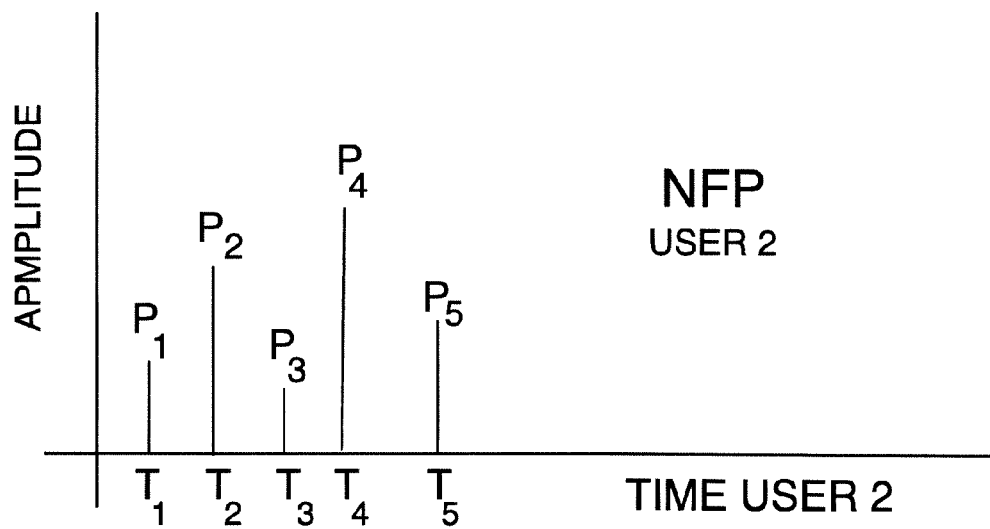 APMPLITUDE
P4
NFP
P2
USER 2
P5
P1
P3
T1 T2 T3 T4 T5
TIME USER 2